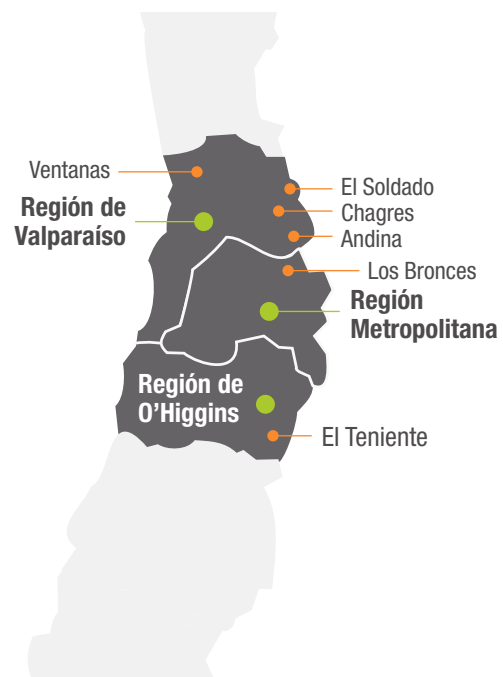 Ventanas
Región de
Valparaíso
El Soldado
Chagres
Andina
Los Bronces
Región
Metropolitana
Región de
O’Higgins
El Teniente